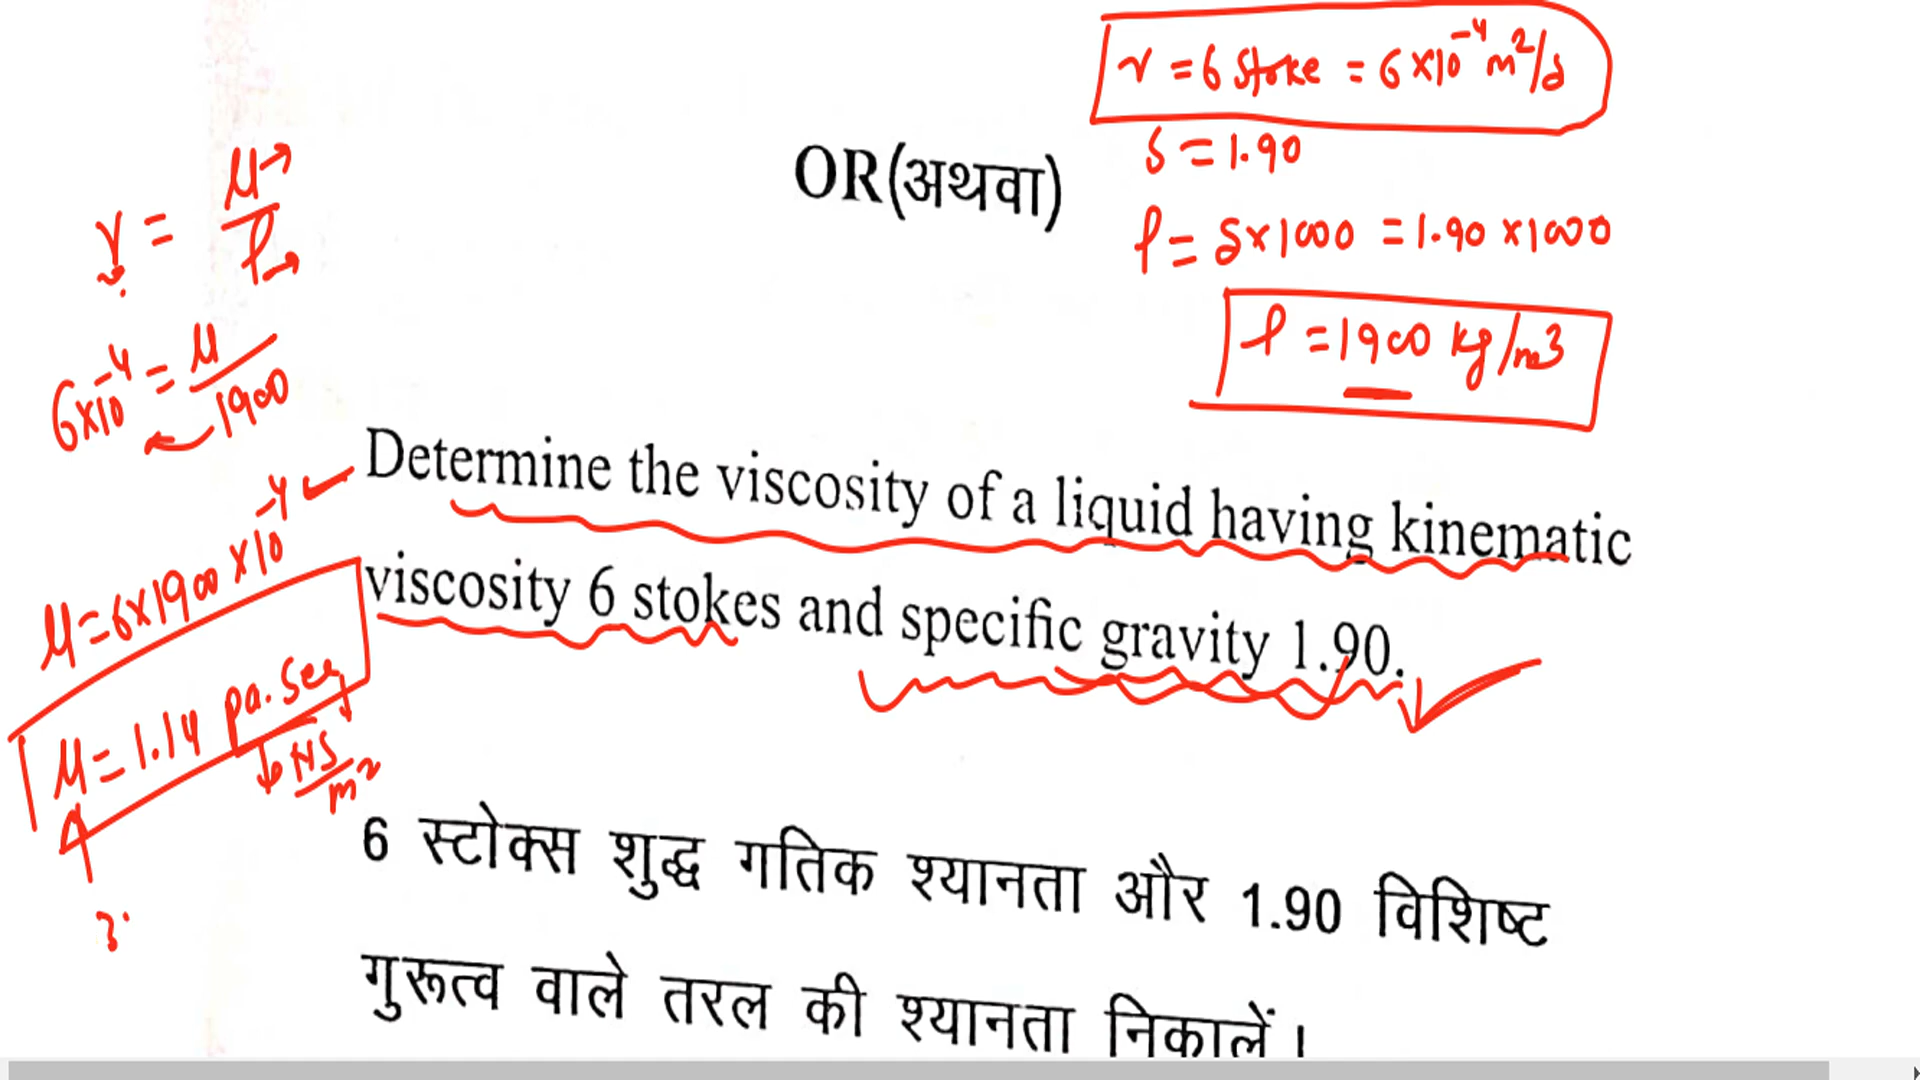 ν = 6 Stoke = 6×10⁻⁴ m²/s
S = 1.90
ρ = S×1000 = 1.90 ×1000
ρ = 1900 kg/m3
OR(अथवा)
ν = μ/ρ
6×10⁻⁴ = μ/1900
μ = 6×1900×10⁻⁴
μ = 1.14 pa.sec
NS/m²
Determine the viscosity of a liquid having kinematic
viscosity 6 stokes and specific gravity 1.90.
6 स्टोक्स शुद्ध गतिक श्यानता और 1.90 विशिष्ट
गुरूत्व वाले तरल की श्यानता निकालें।